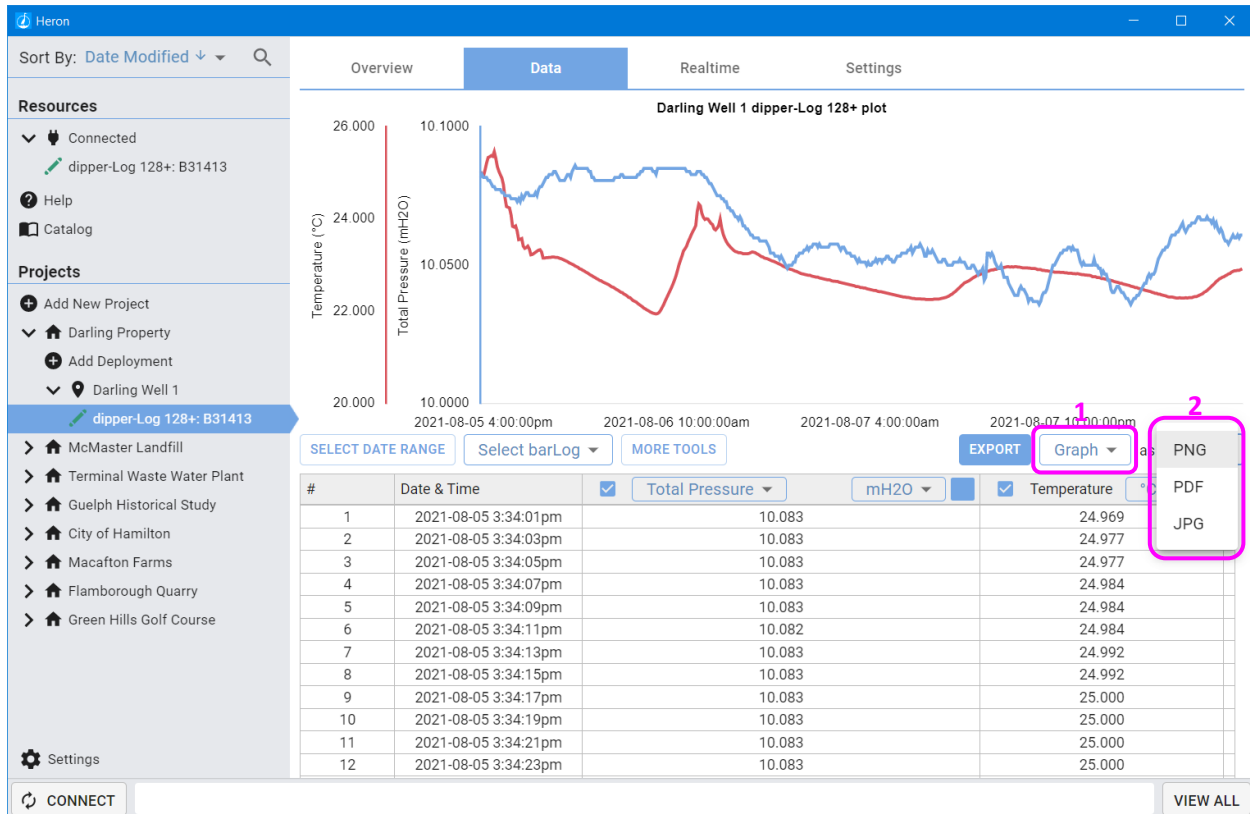 Heron
Sort By: Date Modified
Overview
Data
Realtime
Settings
Resources
Connected
dipper-Log 128+: B31413
Help
Catalog
Projects
Add New Project
Darling Property
Add Deployment
Darling Well 1
dipper-Log 128+: B31413
McMaster Landfill
Terminal Waste Water Plant
Guelph Historical Study
City of Hamilton
Macafton Farms
Flamborough Quarry
Green Hills Golf Course
Settings
CONNECT
Darling Well 1 dipper-Log 128+ plot
Temperature (°C)
26.000
24.000
22.000
20.000
Total Pressure (mH2O)
10.1000
10.0500
10.0000
2021-08-05 4:00:00pm 2021-08-06 10:00:00am 2021-08-07 4:00:00am 2021-08-07 10:00:00pm
1
2
SELECT DATE RANGE Select barLog MORE TOOLS EXPORT Graph as
PNG
PDF
JPG
# Date & Time Total Pressure mH2O Temperature °C
1 2021-08-05 3:34:01pm 10.083 24.969
2 2021-08-05 3:34:03pm 10.083 24.977
3 2021-08-05 3:34:05pm 10.083 24.977
4 2021-08-05 3:34:07pm 10.083 24.984
5 2021-08-05 3:34:09pm 10.083 24.984
6 2021-08-05 3:34:11pm 10.082 24.984
7 2021-08-05 3:34:13pm 10.083 24.992
8 2021-08-05 3:34:15pm 10.083 24.992
9 2021-08-05 3:34:17pm 10.083 25.000
10 2021-08-05 3:34:19pm 10.083 25.000
11 2021-08-05 3:34:21pm 10.083 25.000
12 2021-08-05 3:34:23pm 10.083 25.000
VIEW ALL